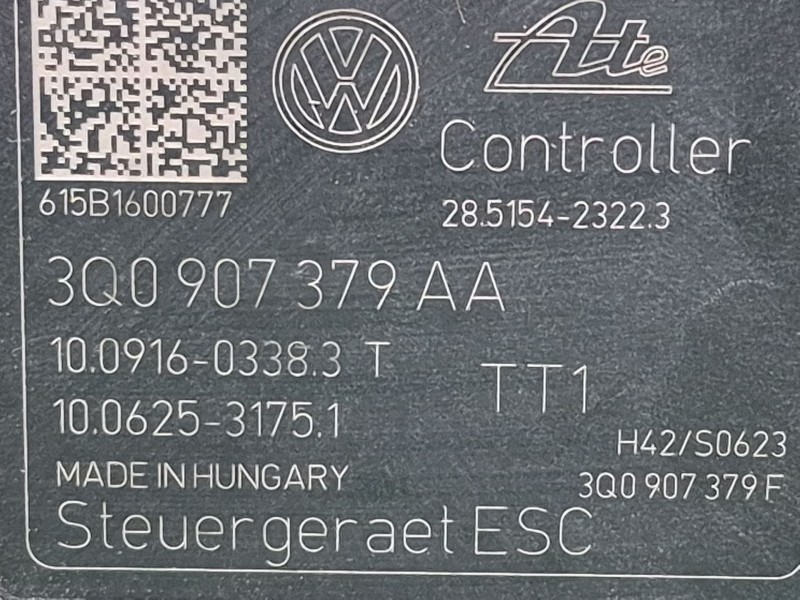 VW
Ate
Controller
615B1600777
28.5154-2322.3
3Q0 907 379 AA
10.0916-0338.3 T
TT1
10.0625-3175.1
H42/S0623
MADE IN HUNGARY
3Q0 907 379 F
Steuergeraet ESC